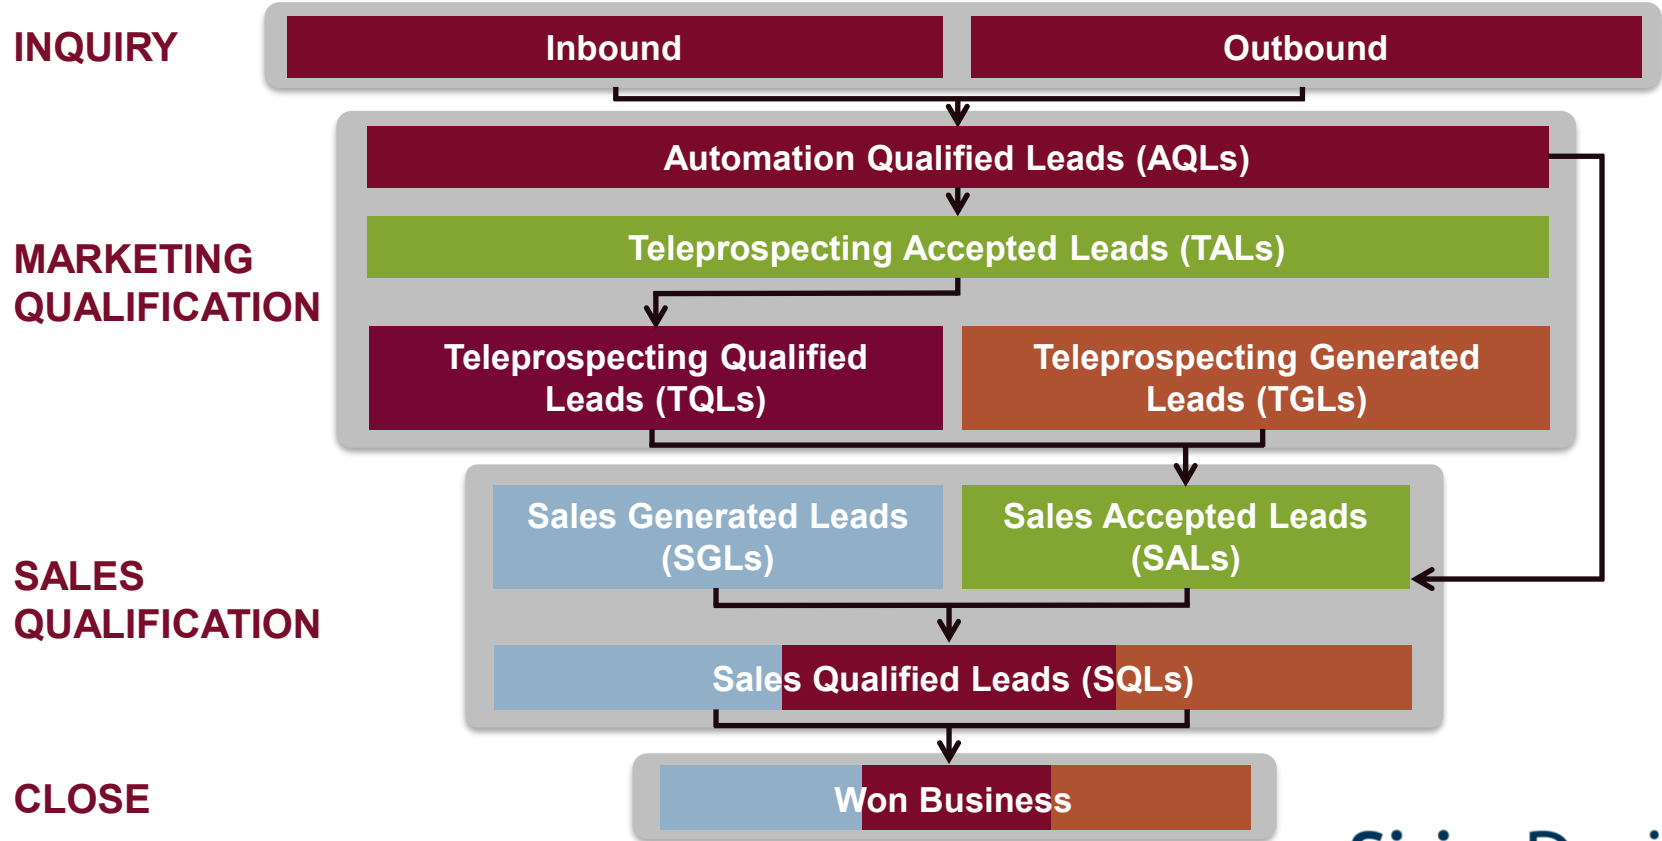 INQUIRY
Inbound
Outbound
Automation Qualified Leads (AQLs)
MARKETING
QUALIFICATION
Teleprospecting Accepted Leads (TALs)
Teleprospecting Qualified
Leads (TQLs)
Teleprospecting Generated
Leads (TGLs)
SALES
QUALIFICATION
Sales Generated Leads
(SGLs)
Sales Accepted Leads
(SALs)
Sales Qualified Leads (SQLs)
CLOSE
Won Business